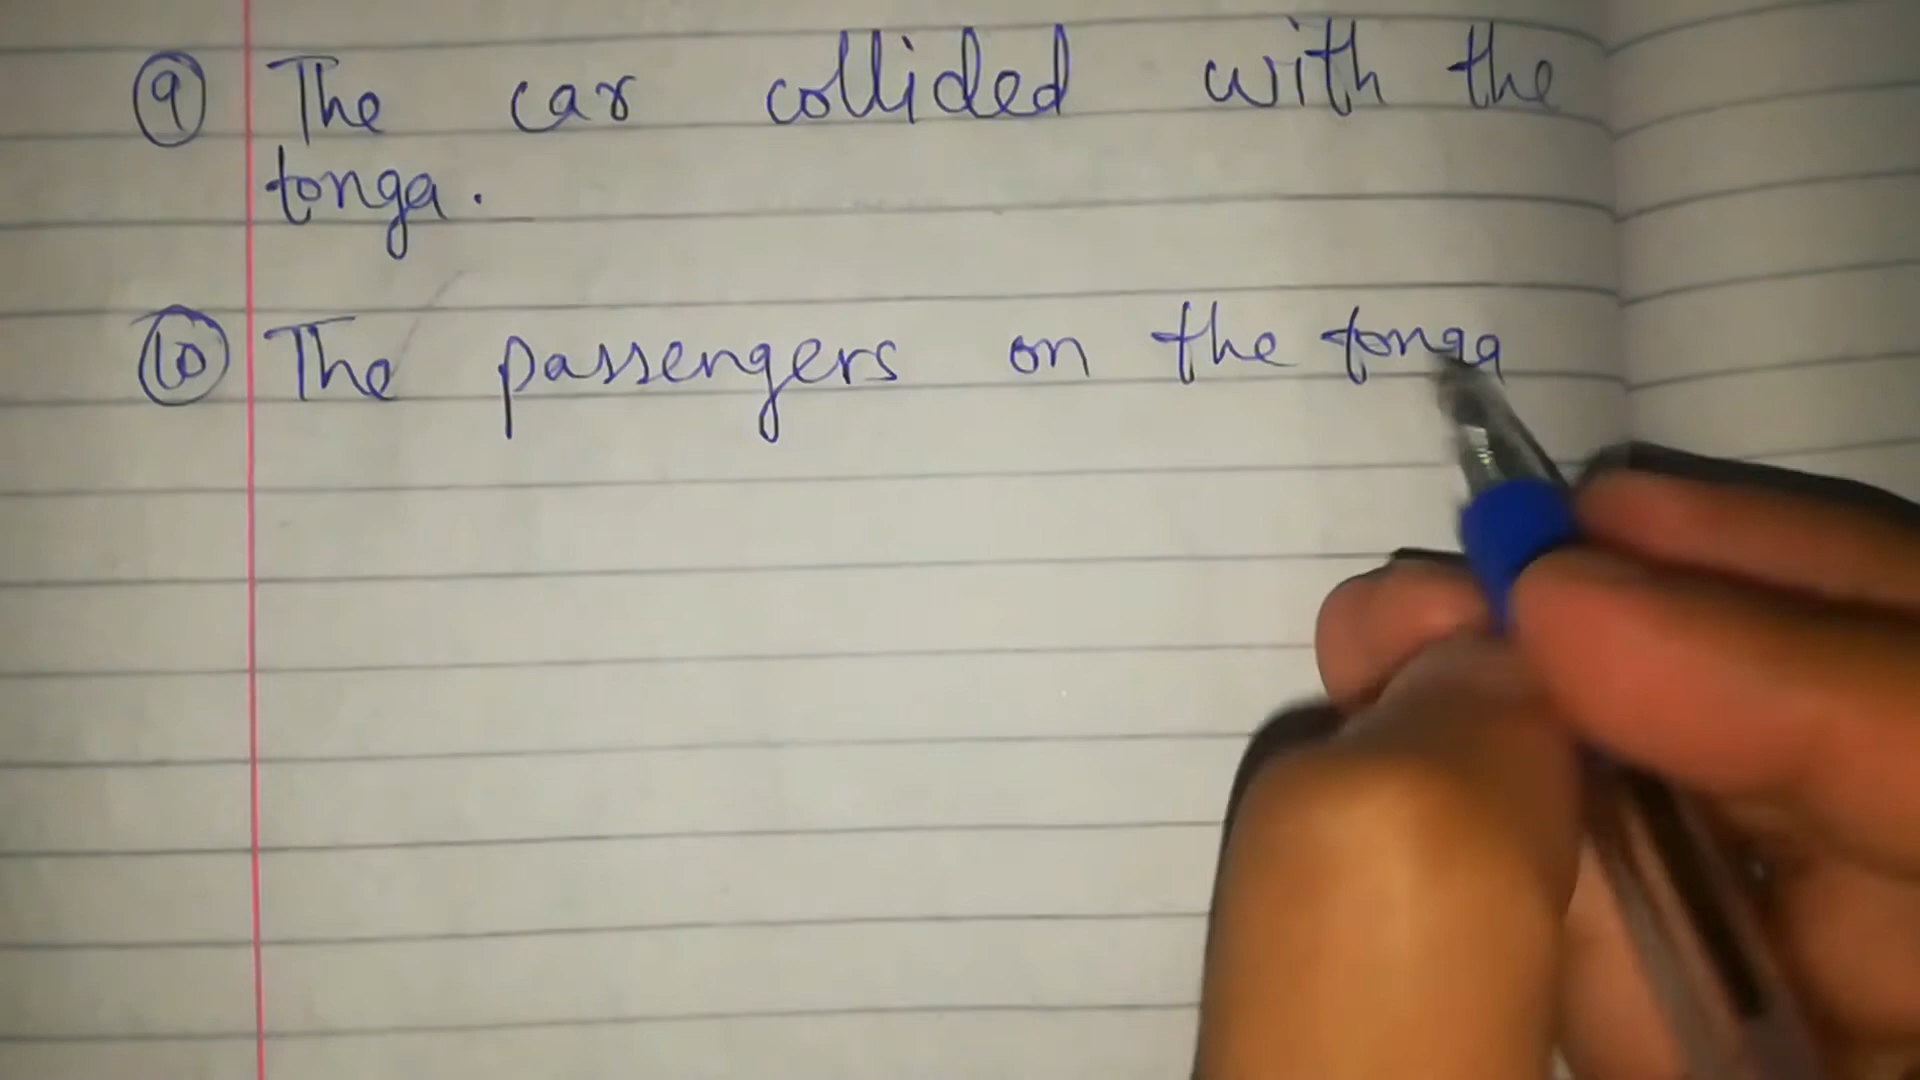 9 The car collided with the
tonga.
10 The passengers on the tonga